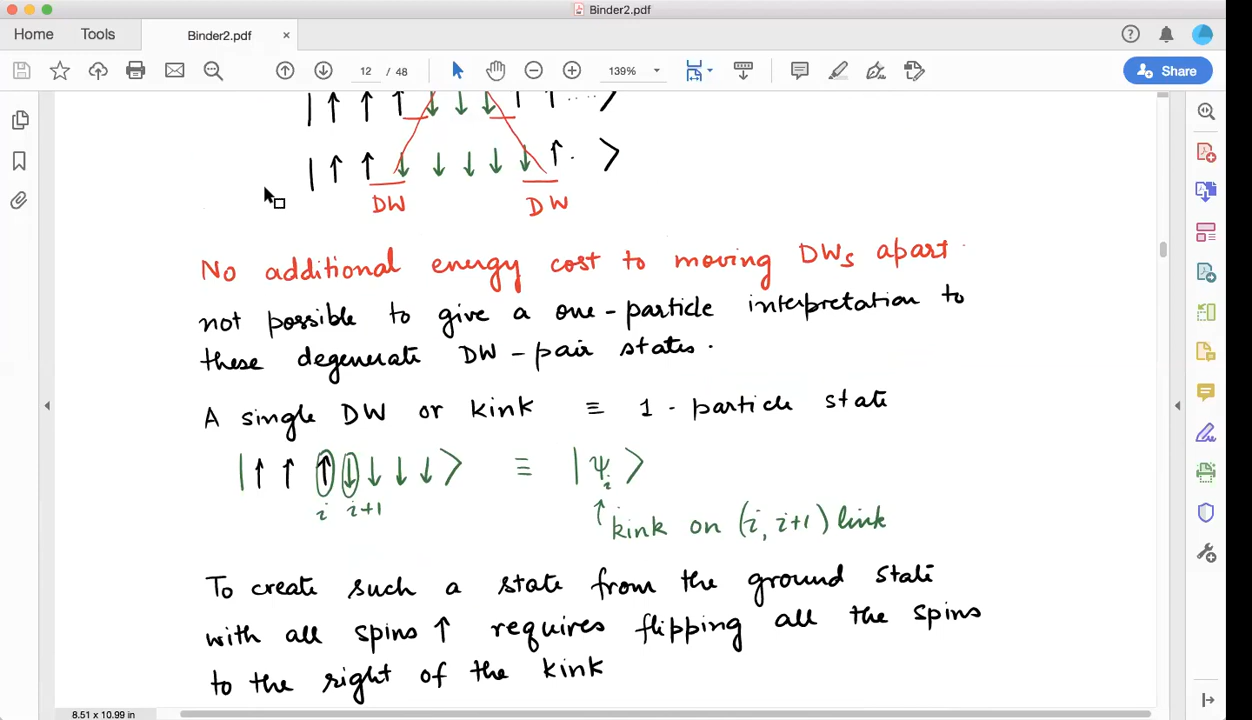 Binder2.pdf
Home Tools Binder2.pdf ×
12 / 48 139% Share
| ↑ ↑ ↑ ↓ ↓ ↓ ↑ ↑ .... >
| ↑ ↑ ↓ ↓ ↓ ↓ ↓ ↑ . >
DW DW
No additional energy cost to moving DWs apart
not possible to give a one-particle interpretation to
these degenerate DW-pair states.
A single DW or kink ≡ 1-particle state
| ↑ ↑ ↑ ↓ ↓ ↓ ↓ > ≡ | ψi >
i i+1
↑ kink on (i, i+1) link
To create such a state from the ground state
with all spins ↑ requires flipping all the spins
to the right of the kink
8.51 x 10.99 in